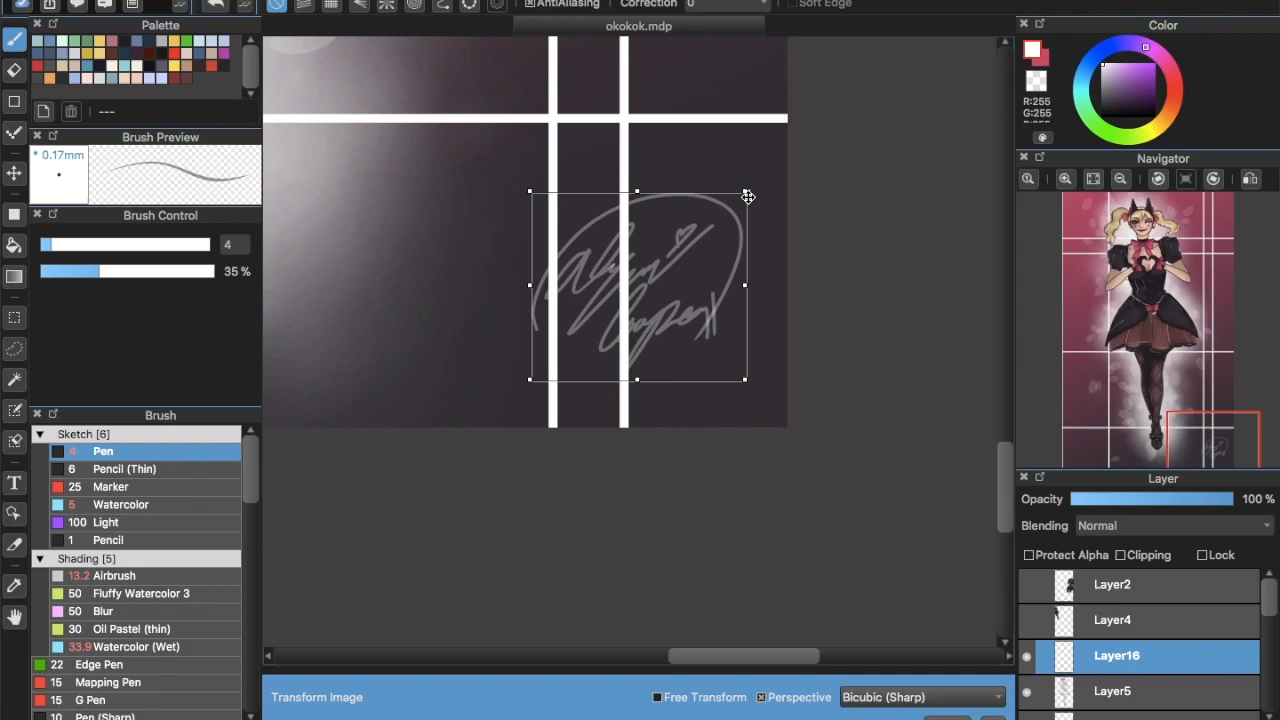 AntiAliasing
Correction 0
Soft Edge
okokok.mdp
Palette
---
Brush Preview
* 0.17mm
Brush Control
4
35 %
Brush
Sketch [6]
4 Pen
6 Pencil (Thin)
25 Marker
5 Watercolor
100 Light
1 Pencil
Shading [5]
13.2 Airbrush
50 Fluffy Watercolor 3
50 Blur
30 Oil Pastel (thin)
33.9 Watercolor (Wet)
22 Edge Pen
15 Mapping Pen
15 G Pen
10 Pen (Sharp)
T
Color
R:255
G:255
B:255
Navigator
Layer
Opacity 100 %
Blending Normal
Protect Alpha Clipping Lock
Layer2
Layer4
Layer16
Layer5
Transform Image
Free Transform Perspective Bicubic (Sharp)